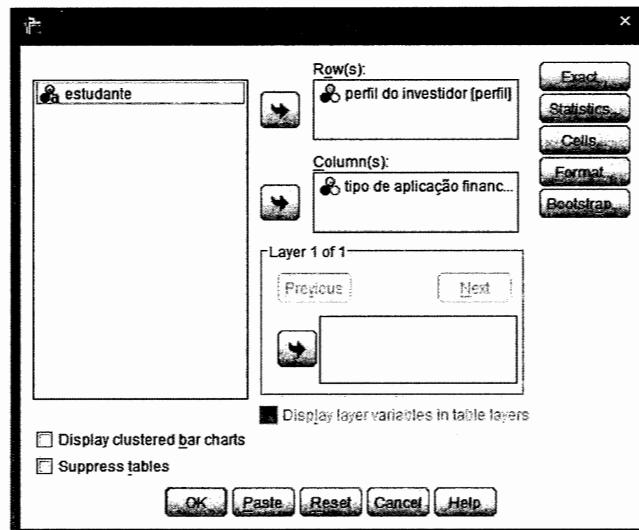 ×
estudante
Row(s):
perfil do investidor [perfil]
Column(s):
tipo de aplicação financ...
Layer 1 of 1
Previous
Next
Display layer variables in table layers
Exact...
Statistics...
Cells...
Format...
Bootstrap...
Display clustered bar charts
Suppress tables
OK
Paste
Reset
Cancel
Help